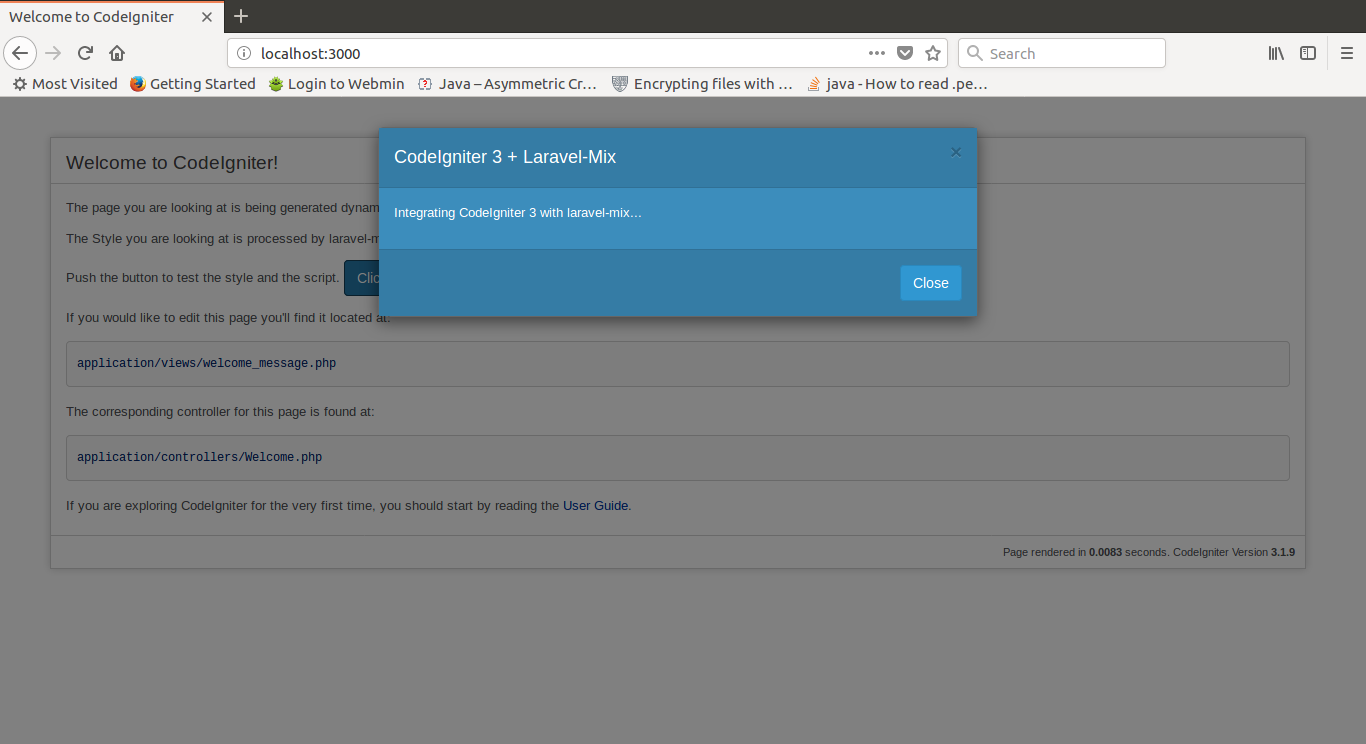 Welcome to CodeIgniter
localhost:3000
Search
Most Visited Getting Started Login to Webmin Java – Asymmetric Cr… Encrypting files with … java - How to read .pe…
CodeIgniter 3 + Laravel-Mix
×
Integrating CodeIgniter 3 with laravel-mix...
Close
Welcome to CodeIgniter!
The page you are looking at is being generated
The Style you are looking at is processed by
Push the button to test the style and the script.
If you would like to edit this page you'll find it located at:
application/views/welcome_message.php
The corresponding controller for this page is found at:
application/controllers/Welcome.php
If you are exploring CodeIgniter for the very first time, you should start by reading the User Guide.
Page rendered in 0.0083 seconds. CodeIgniter Version 3.1.9